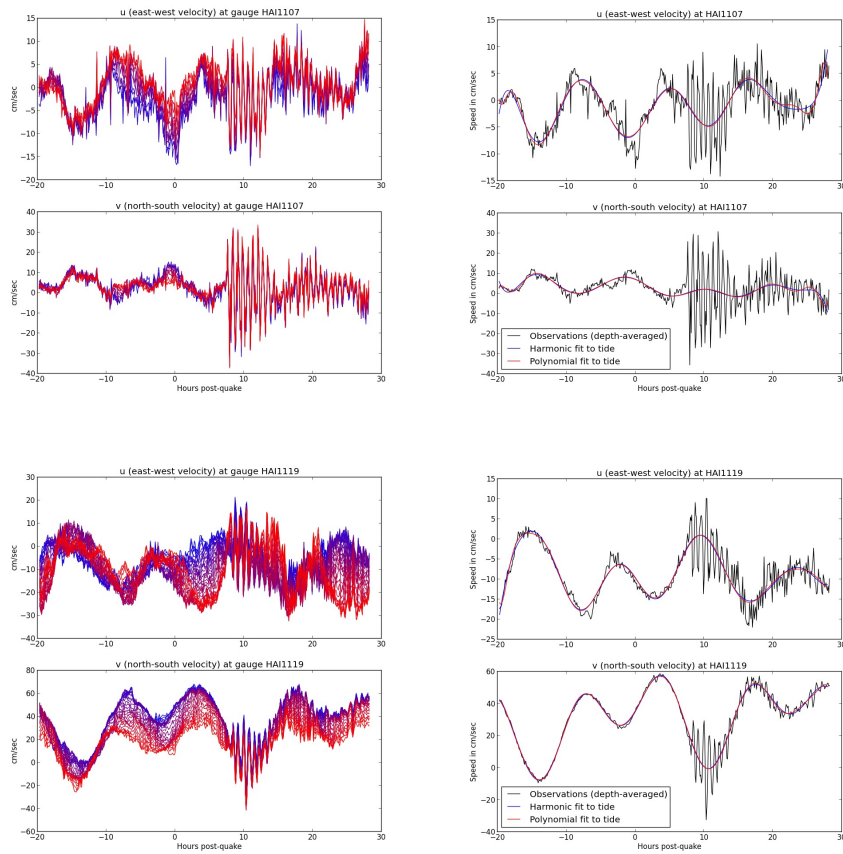 u (east-west velocity) at gauge HAI1107
15
10
5
0
−5
−10
−15
−20
cm/sec
−20 −10 0 10 20 30
v (north-south velocity) at gauge HAI1107
40
30
20
10
0
−10
−20
−30
−40
cm/sec
−20 −10 0 10 20 30
Hours post-quake
u (east-west velocity) at HAI1107
15
10
5
0
−5
−10
−15
Speed in cm/sec
−20 −10 0 10 20 30
v (north-south velocity) at HAI1107
40
30
20
10
0
−10
−20
−30
−40
Speed in cm/sec
Observations (depth-averaged)
Harmonic fit to tide
Polynomial fit to tide
−20 −10 0 10 20 30
Hours post-quake
u (east-west velocity) at gauge HAI1119
30
20
10
0
−10
−20
−30
−40
cm/sec
−20 −10 0 10 20 30
v (north-south velocity) at gauge HAI1119
80
60
40
20
0
−20
−40
−60
cm/sec
−20 −10 0 10 20 30
Hours post-quake
u (east-west velocity) at HAI1119
15
10
5
0
−5
−10
−15
−20
−25
Speed in cm/sec
−20 −10 0 10 20 30
v (north-south velocity) at HAI1119
60
40
20
0
−20
−40
Speed in cm/sec
Observations (depth-averaged)
Harmonic fit to tide
Polynomial fit to tide
−20 −10 0 10 20 30
Hours post-quake